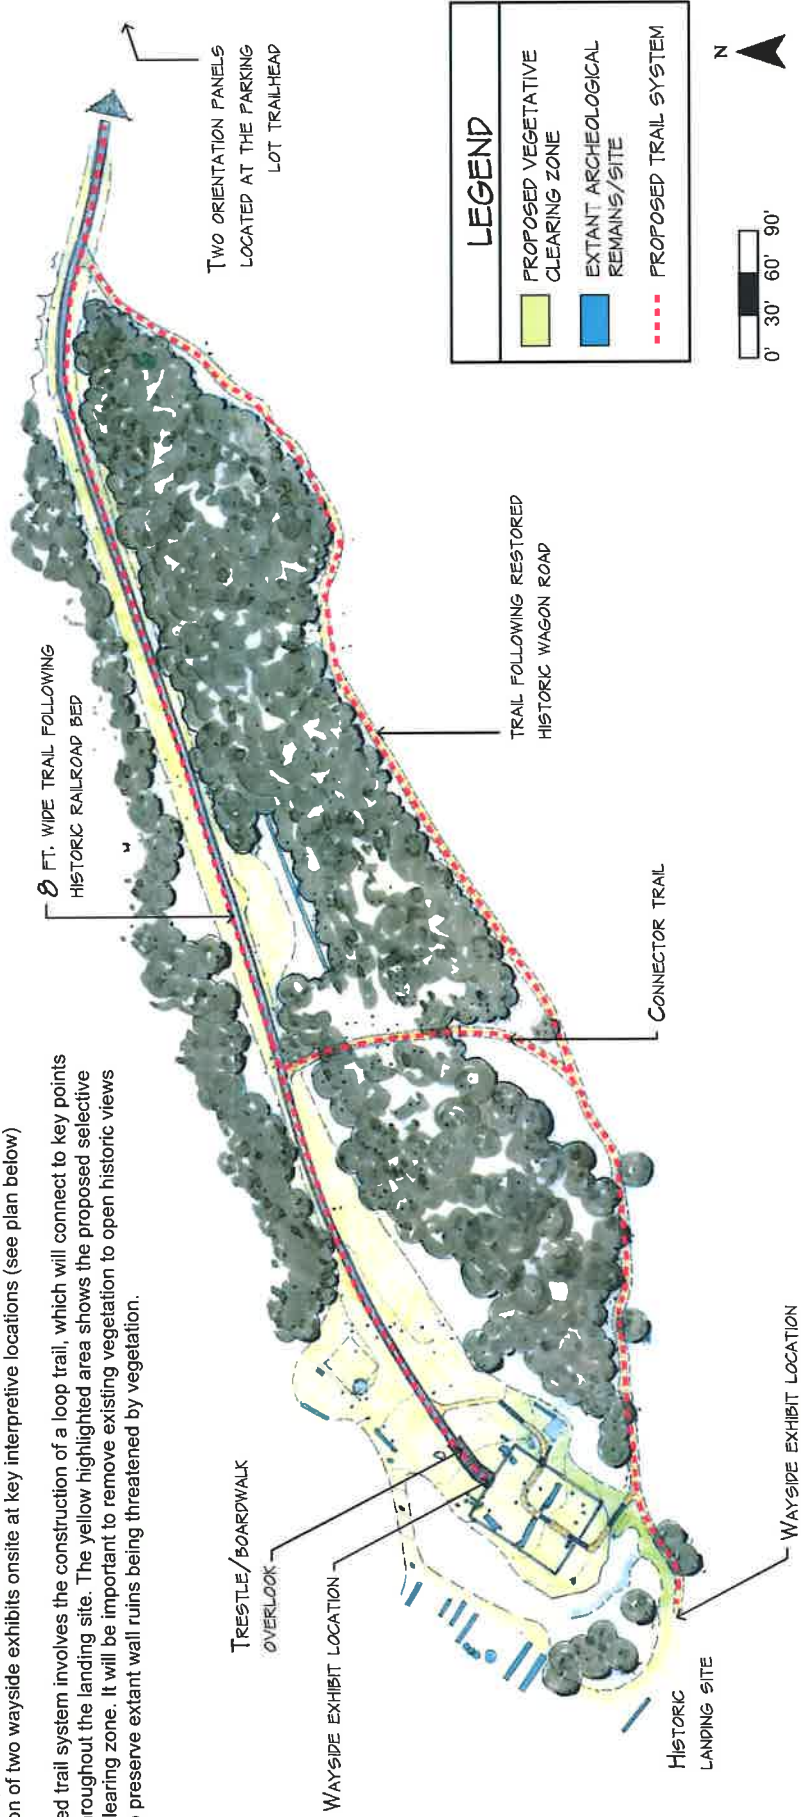 on of two wayside exhibits onsite at key interpretive locations (see plan below)
ed trail system involves the construction of a loop trail, which will connect to key points
roughout the landing site. The yellow highlighted area shows the proposed selective
learing zone. It will be important to remove existing vegetation to open historic views
preserve extant wall ruins being threatened by vegetation.
8 FT. WIDE TRAIL FOLLOWING
HISTORIC RAILROAD BED
TWO ORIENTATION PANELS
LOCATED AT THE PARKING
LOT TRAILHEAD
TRESTLE/BOARDWALK
OVERLOOK
WAYSIDE EXHIBIT LOCATION
HISTORIC
LANDING SITE
WAYSIDE EXHIBIT LOCATION
CONNECTOR TRAIL
TRAIL FOLLOWING RESTORED
HISTORIC WAGON ROAD
LEGEND
PROPOSED VEGETATIVE
CLEARING ZONE
EXTANT ARCHEOLOGICAL
REMAINS/SITE
PROPOSED TRAIL SYSTEM
0' 30' 60' 90'
N